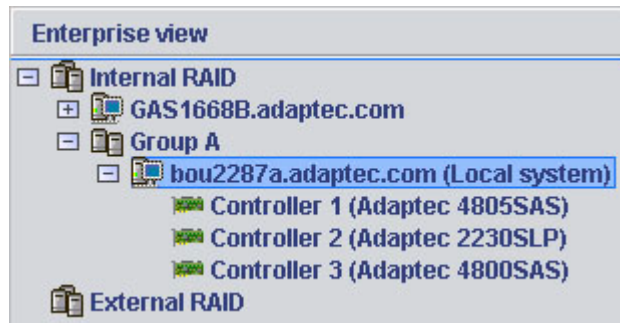 Enterprise view
Internal RAID
GAS1668B.adaptec.com
Group A
bou2287a.adaptec.com (Local system)
Controller 1 (Adaptec 4805SAS)
Controller 2 (Adaptec 2230SLP)
Controller 3 (Adaptec 4800SAS)
External RAID